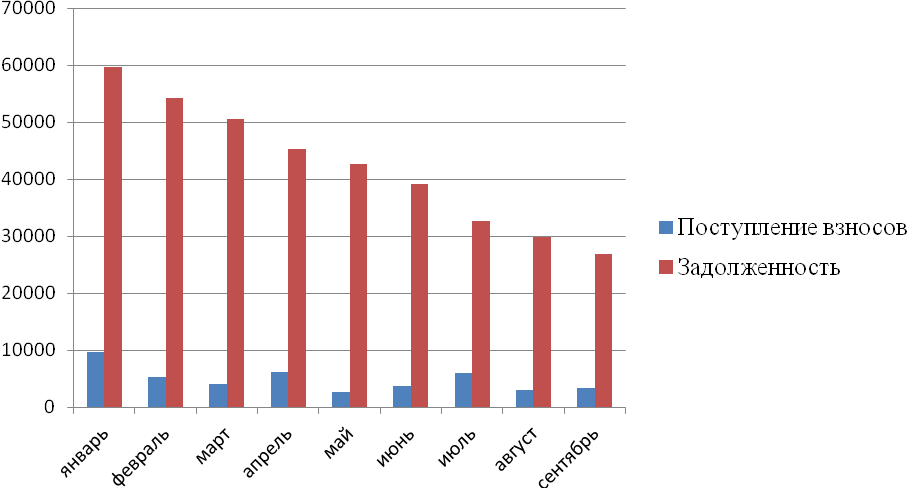 70000
60000
50000
40000
30000
20000
10000
0
январь
февраль
март
апрель
май
июнь
июль
август
сентябрь
Поступление взносов
Задолженность